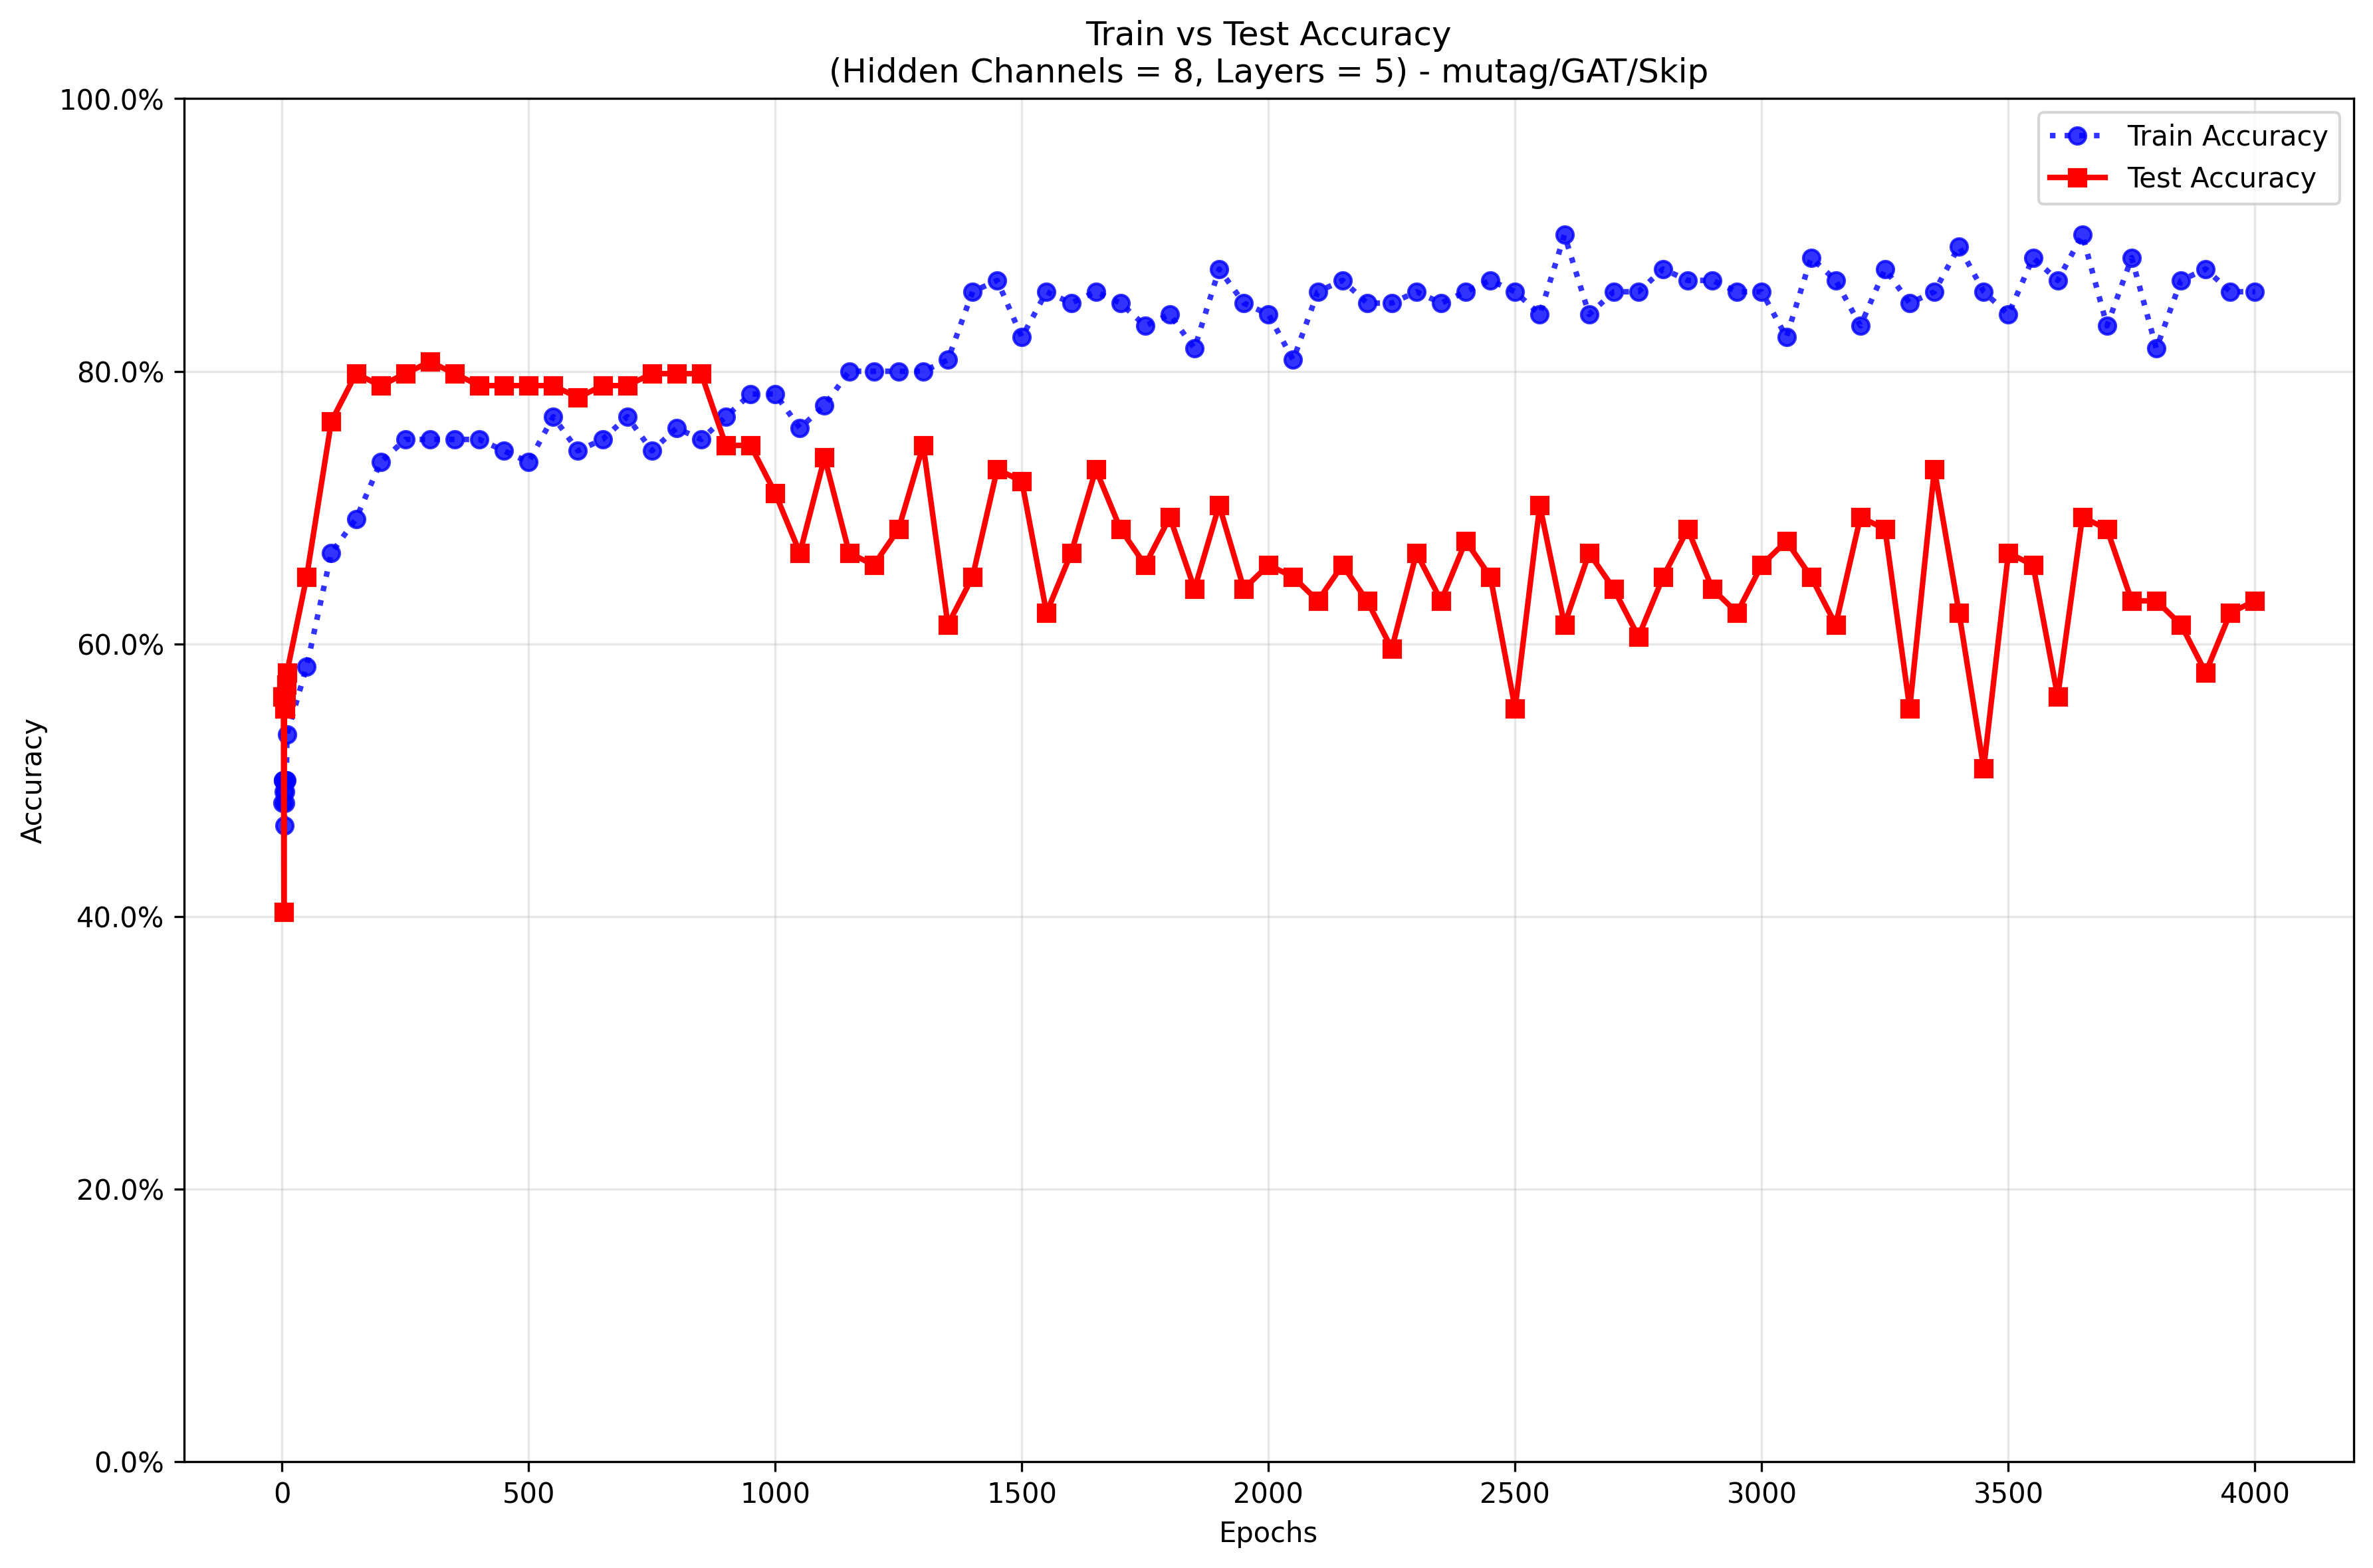 Train vs Test Accuracy
(Hidden Channels = 8, Layers = 5) - mutag/GAT/Skip
100.0%
80.0%
60.0%
40.0%
20.0%
0.0%
Accuracy
Train Accuracy
Test Accuracy
0 500 1000 1500 2000 2500 3000 3500 4000
Epochs